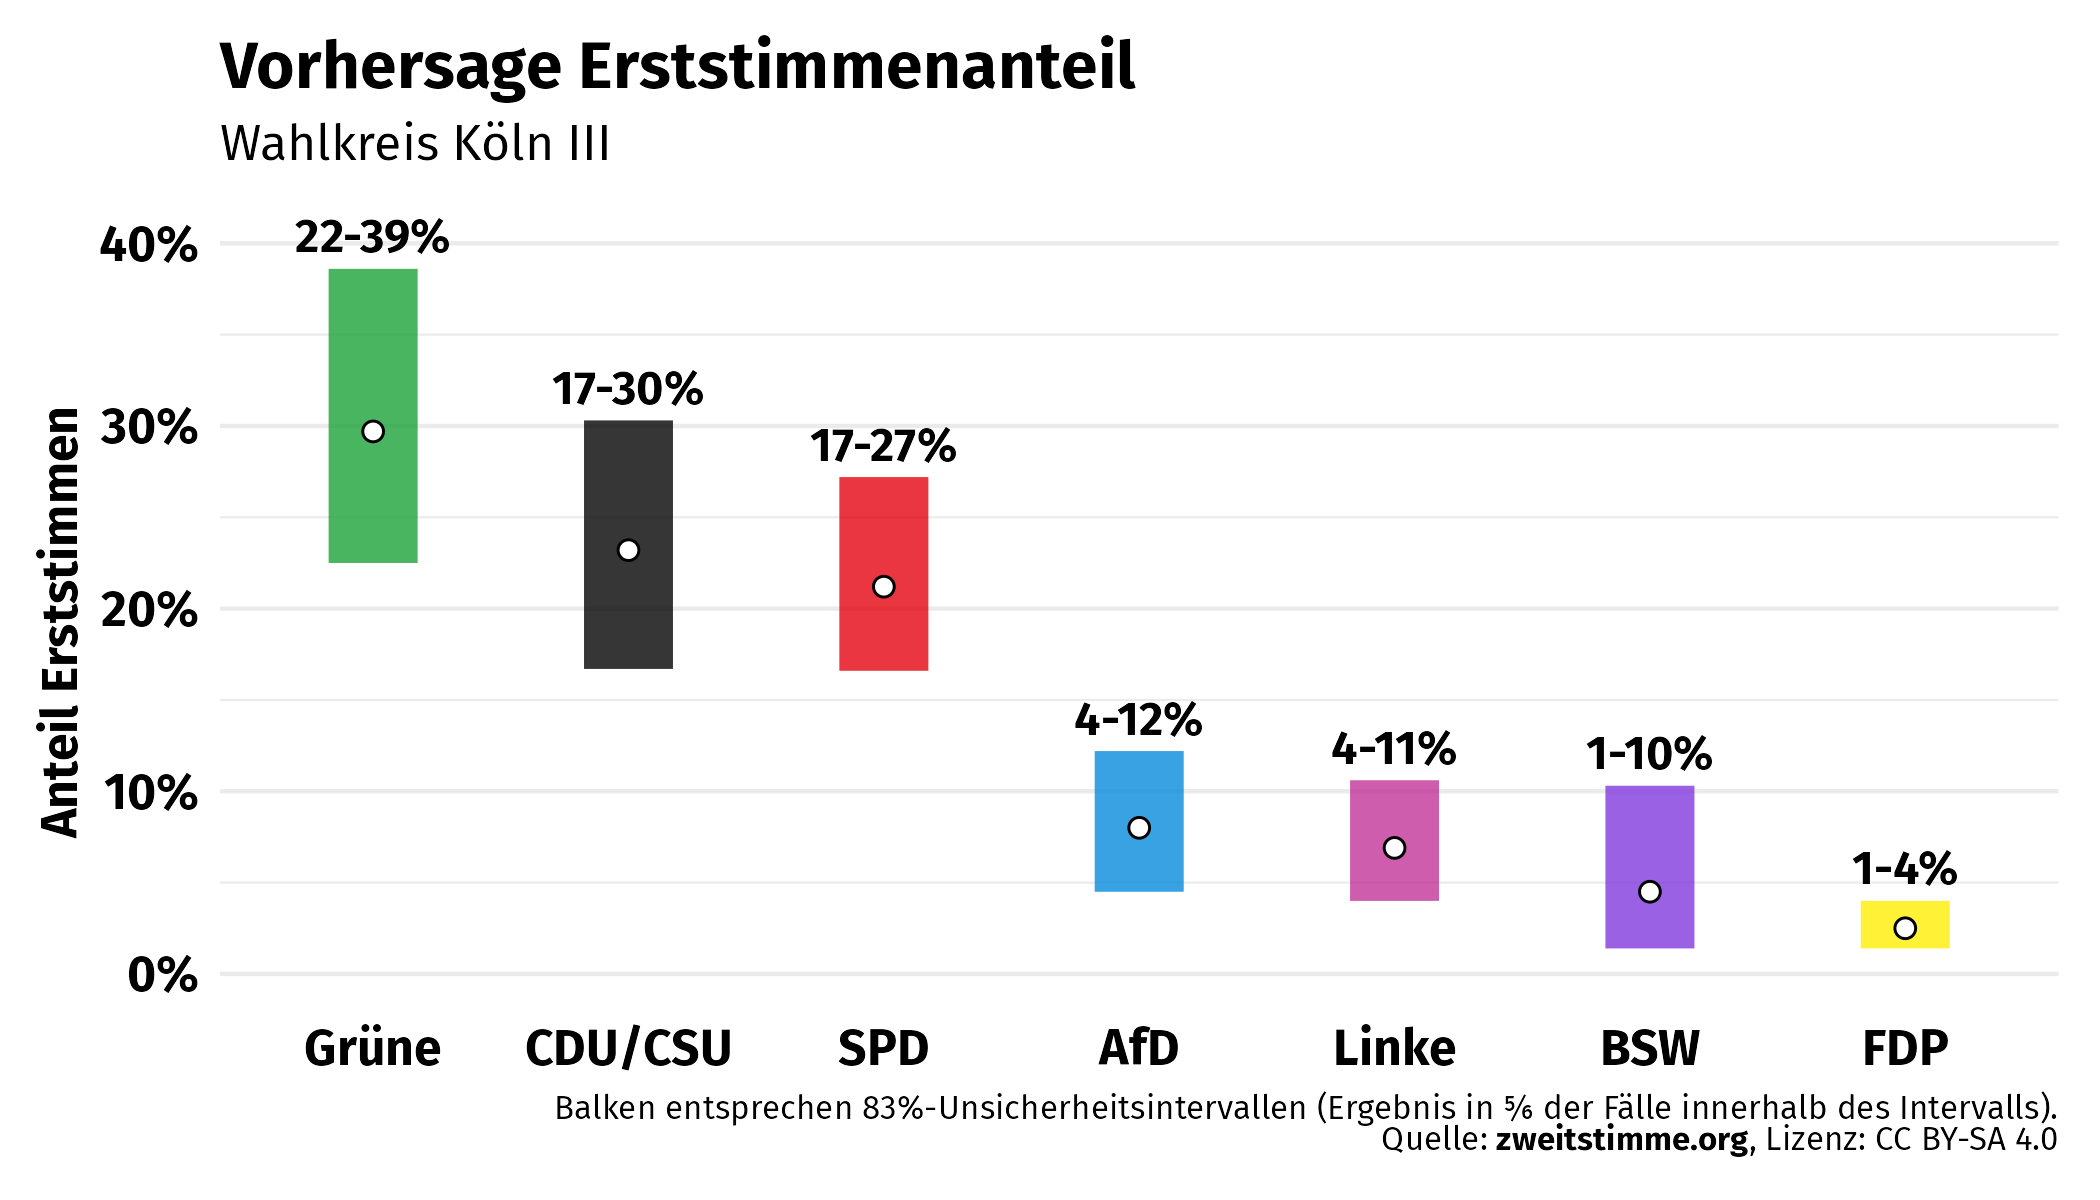 Vorhersage Erststimmenanteil
Wahlkreis Köln III
Anteil Erststimmen
40%
30%
20%
10%
0%
22-39%
17-30%
17-27%
4-12%
4-11%
1-10%
1-4%
Grüne CDU/CSU SPD AfD Linke BSW FDP
Balken entsprechen 83%-Unsicherheitsintervallen (Ergebnis in ⅚ der Fälle innerhalb des Intervalls).
Quelle: zweitstimme.org, Lizenz: CC BY-SA 4.0